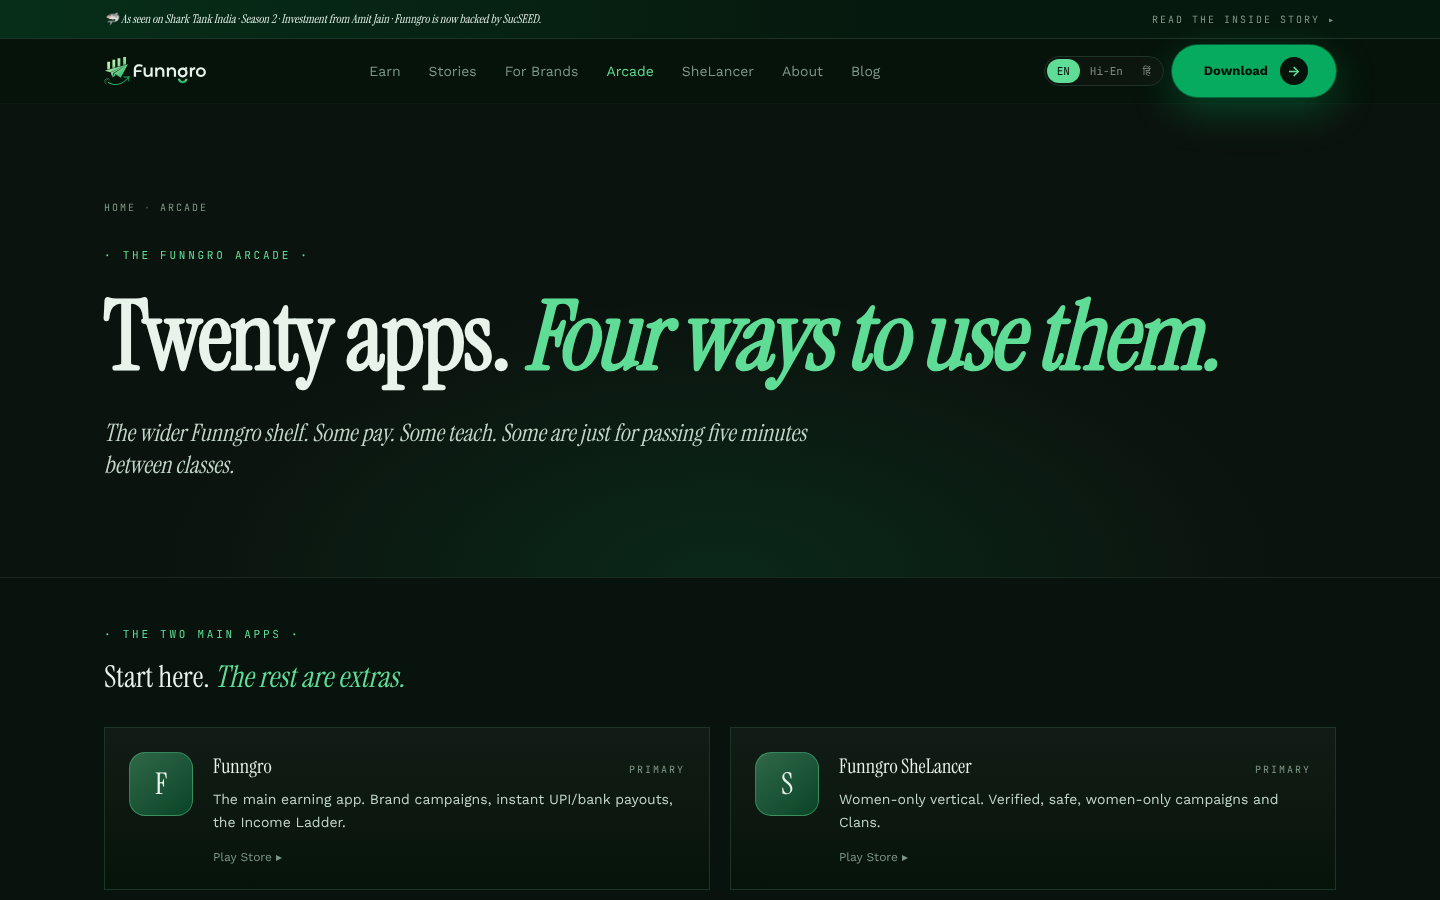 🦈 As seen on Shark Tank India · Season 2 · Investment from Amit Jain · Funngro is now backed by SucSEED.
READ THE INSIDE STORY ▸
Funngro
Earn
Stories
For Brands
Arcade
SheLancer
About
Blog
EN
Hi-En
हिं
Download →
HOME · ARCADE
· THE FUNNGRO ARCADE ·
Twenty apps. Four ways to use them.
The wider Funngro shelf. Some pay. Some teach. Some are just for passing five minutes
between classes.
· THE TWO MAIN APPS ·
Start here. The rest are extras.
F
Funngro
PRIMARY
The main earning app. Brand campaigns, instant UPI/bank payouts,
the Income Ladder.
Play Store ▸
S
Funngro SheLancer
PRIMARY
Women-only vertical. Verified, safe, women-only campaigns and
Clans.
Play Store ▸